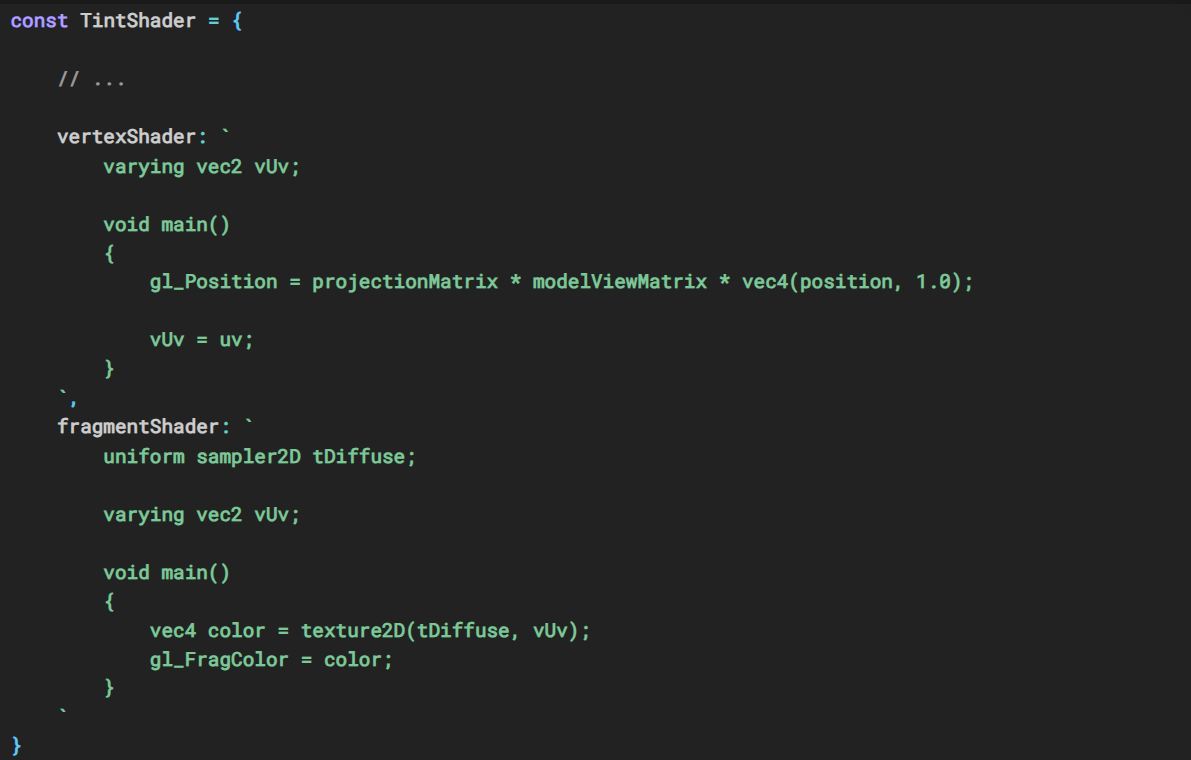 const TintShader = {
// ...
vertexShader: `
varying vec2 vUv;
void main()
{
gl_Position = projectionMatrix * modelViewMatrix * vec4(position, 1.0);
vUv = uv;
}
`,
fragmentShader: `
uniform sampler2D tDiffuse;
varying vec2 vUv;
void main()
{
vec4 color = texture2D(tDiffuse, vUv);
gl_FragColor = color;
}
`
}